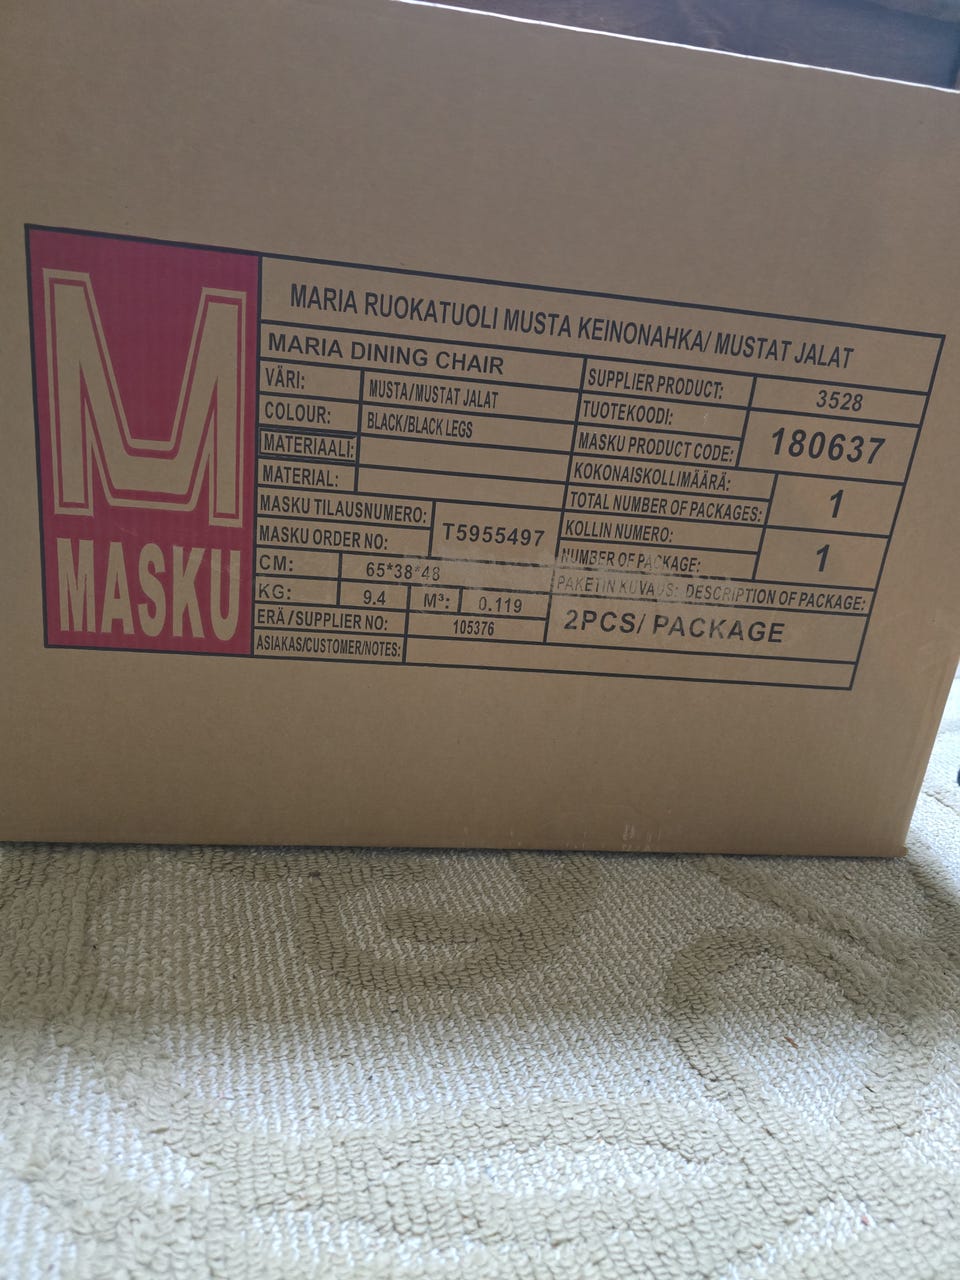 M
MASKU
MARIA RUOKATUOLI MUSTA KEINONAHKA/ MUSTAT JALAT
MARIA DINING CHAIR
VÄRI: MUSTA/MUSTAT JALAT
COLOUR: BLACK/BLACK LEGS
MATERIAALI:
MATERIAL:
MASKU TILAUSNUMERO:
MASKU ORDER NO: T5955497
CM: 65*38*48
KG: 9.4 M³: 0.119
ERÄ/SUPPLIER NO: 105376
ASIAKAS/CUSTOMER/NOTES:
SUPPLIER PRODUCT: 3528
TUOTEKOODI:
MASKU PRODUCT CODE: 180637
KOKONAISKOLLIMÄÄRÄ:
TOTAL NUMBER OF PACKAGES: 1
KOLLIN NUMERO:
NUMBER OF PACKAGE: 1
PAKETIN KUVAUS: DESCRIPTION OF PACKAGE:
2PCS/ PACKAGE